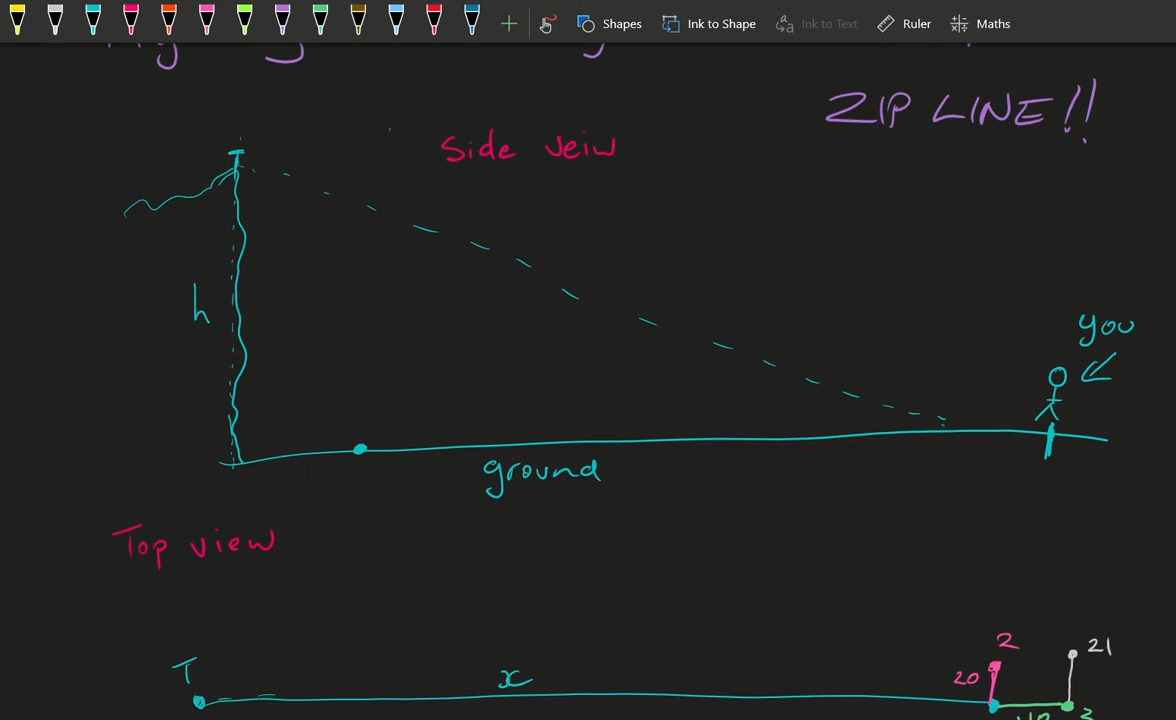 Shapes Ink to Shape Ink to Text Ruler Maths
ZIP LINE!!
Side veiw
T
h
you
ground
Top view
2
21
T
x
20